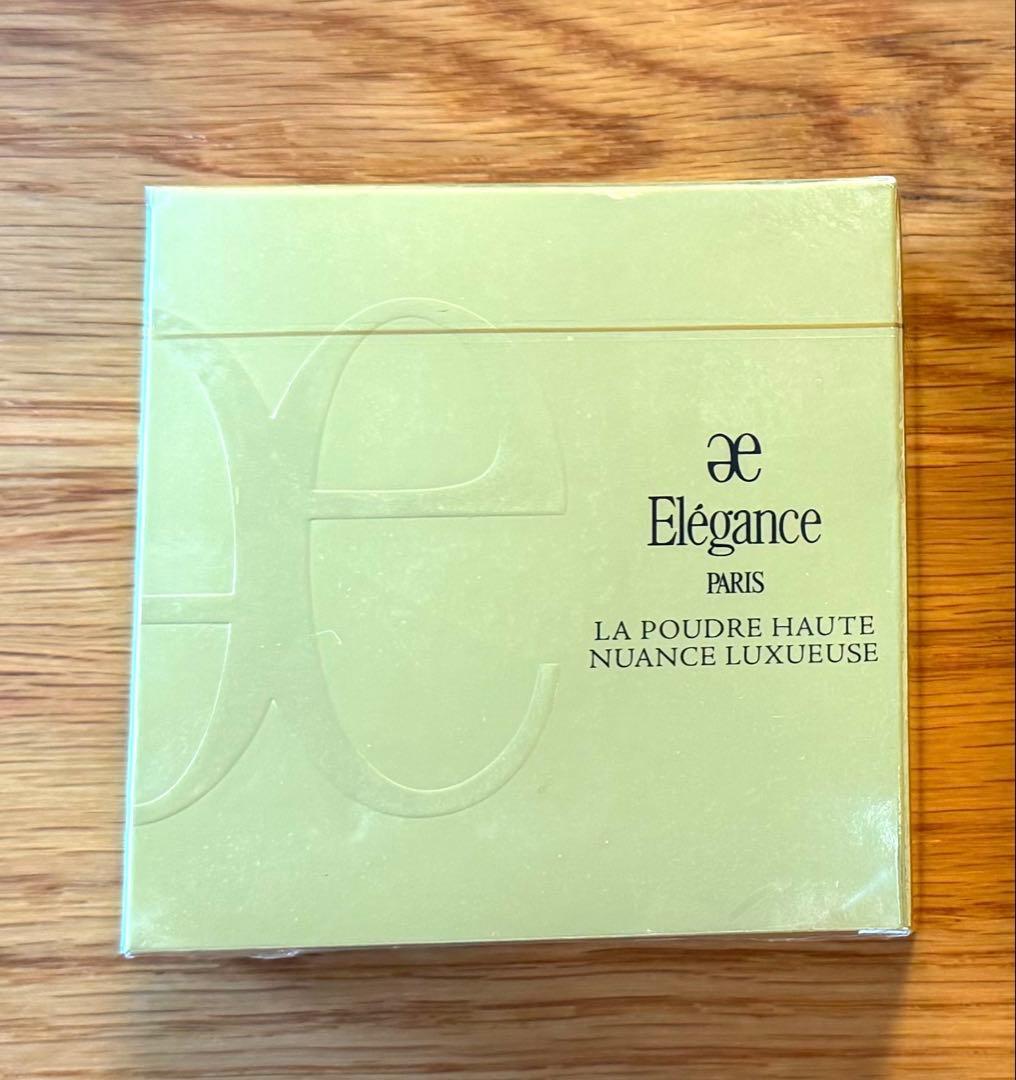 æ
Elégance
PARIS
LA POUDRE HAUTE
NUANCE LUXUEUSE